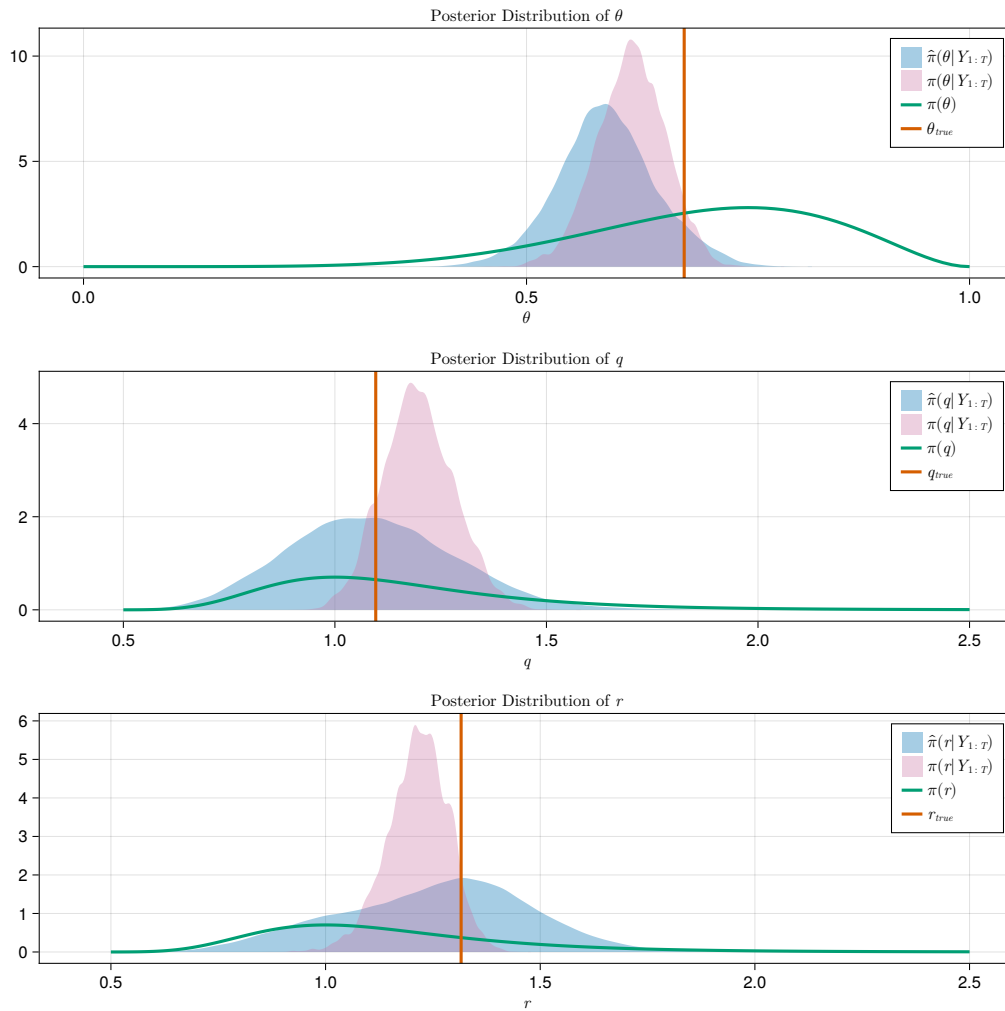 Posterior Distribution of θ
10
5
0
π̂(θ|Y₁:T)
π(θ|Y₁:T)
π(θ)
θtrue
0.0 0.5 1.0
θ
Posterior Distribution of q
4
2
0
π̂(q|Y₁:T)
π(q|Y₁:T)
π(q)
qtrue
0.5 1.0 1.5 2.0 2.5
q
Posterior Distribution of r
6
5
4
3
2
1
0
π̂(r|Y₁:T)
π(r|Y₁:T)
π(r)
rtrue
0.5 1.0 1.5 2.0 2.5
r